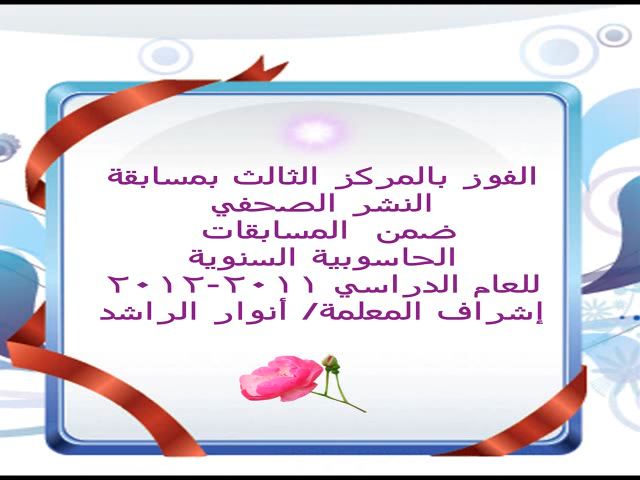 الفوز بالمركز الثالث بمسابقة
النشر الصحفي
ضمن المسابقات
الحاسوبية السنوية
للعام الدراسي ٢٠١١-٢٠١٢
إشراف المعلمة/ أنوار الراشد